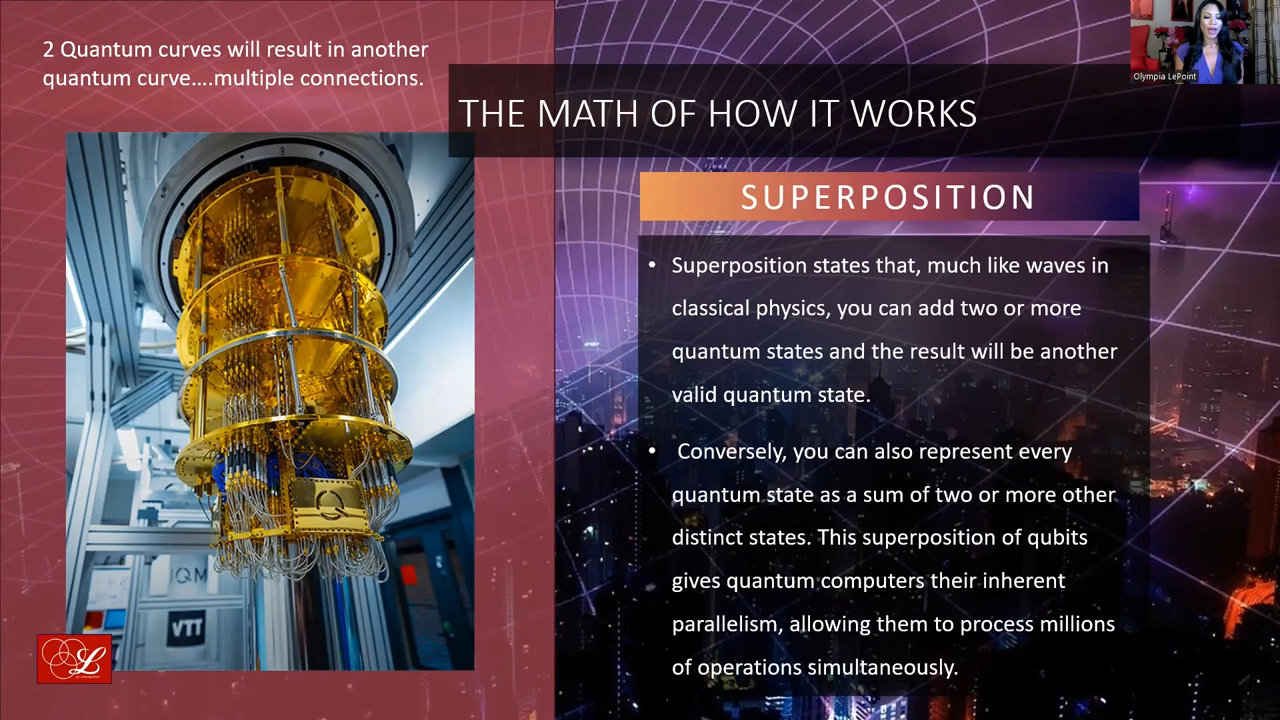 2 Quantum curves will result in another
quantum curve....multiple connections.
THE MATH OF HOW IT WORKS
Olympia LePoint
SUPERPOSITION
• Superposition states that, much like waves in
classical physics, you can add two or more
quantum states and the result will be another
valid quantum state.
• Conversely, you can also represent every
quantum state as a sum of two or more other
distinct states. This superposition of qubits
gives quantum computers their inherent
parallelism, allowing them to process millions
of operations simultaneously.
Q
IQM
VTT
L